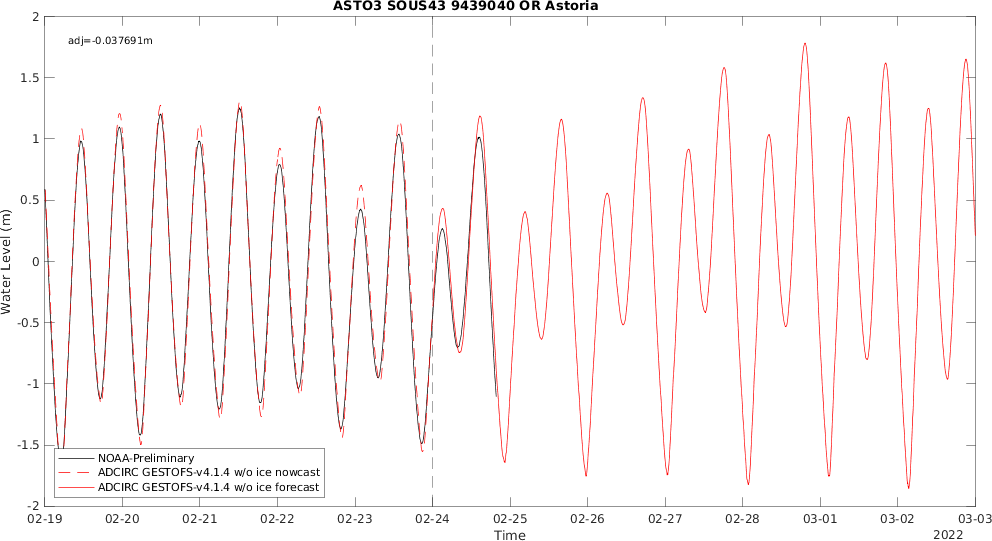 ASTO3 SOUS43 9439040 OR Astoria
adj=-0.037691m
2
1.5
1
0.5
0
-0.5
-1
-1.5
-2
Water Level (m)
NOAA-Preliminary
ADCIRC GESTOFS-v4.1.4 w/o ice nowcast
ADCIRC GESTOFS-v4.1.4 w/o ice forecast
02-19 02-20 02-21 02-22 02-23 02-24 02-25 02-26 02-27 02-28 03-01 03-02 03-03
Time
2022